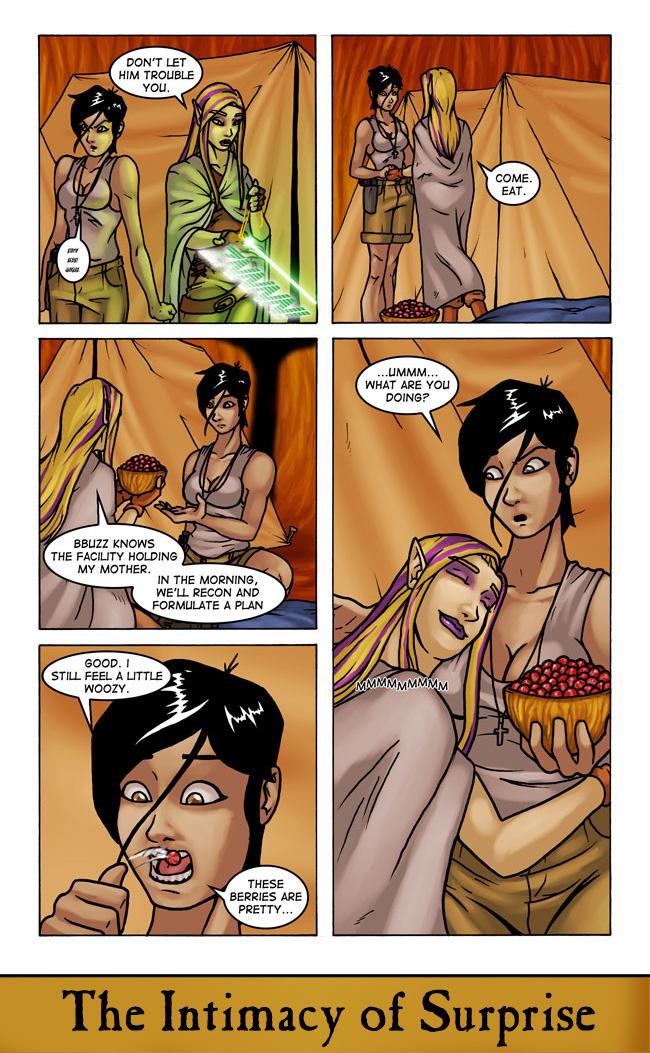 DON'T LET
HIM TROUBLE
YOU.
COME.
EAT.
BBUZZ KNOWS
THE FACILITY HOLDING
MY MOTHER.
IN THE MORNING,
WE'LL RECON AND
FORMULATE A PLAN
GOOD. I
STILL FEEL A LITTLE
WOOZY.
THESE
BERRIES ARE
PRETTY...
...UMMM...
WHAT ARE YOU
DOING?
MMMMMMMMM
The Intimacy of Surprise